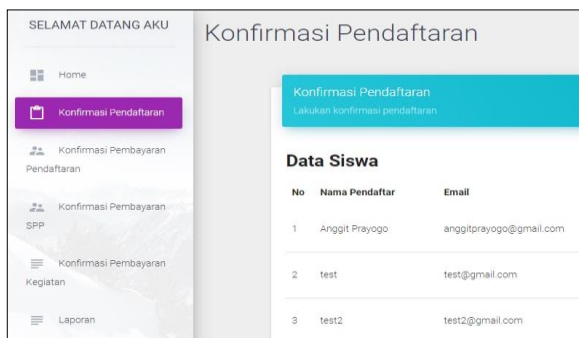 SELAMAT DATANG AKU
Home
Konfirmasi Pendaftaran
Konfirmasi Pembayaran
Pendaftaran
Konfirmasi Pembayaran
SPP
Konfirmasi Pembayaran
Kegiatan
Laporan
Konfirmasi Pendaftaran
Konfirmasi Pendaftaran
Lakukan konfirmasi pendaftaran
Data Siswa
No Nama Pendaftar Email
1 Anggit Prayogo anggitprayogo@gmail.com
2 test test@gmail.com
3 test2 test2@gmail.com